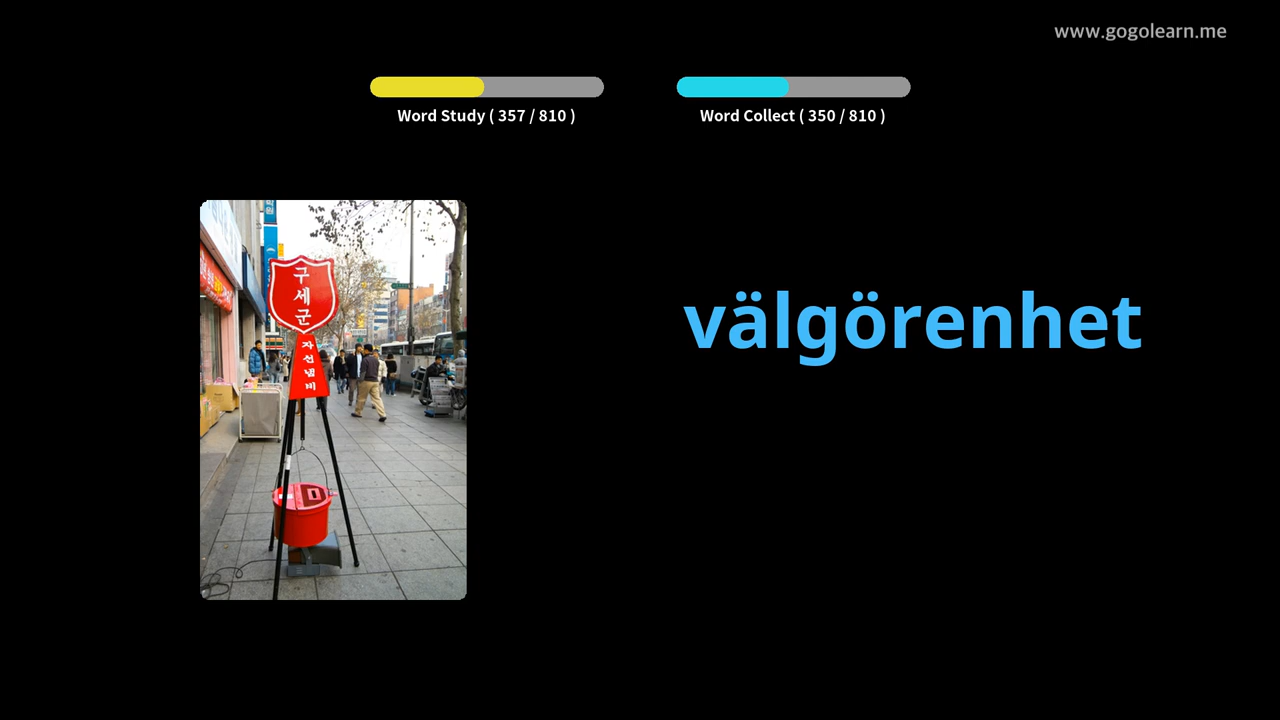 www.gogolearn.me
Word Study ( 357 / 810 )
Word Collect ( 350 / 810 )
välgörenhet
구
세
군
자
선
냄
비